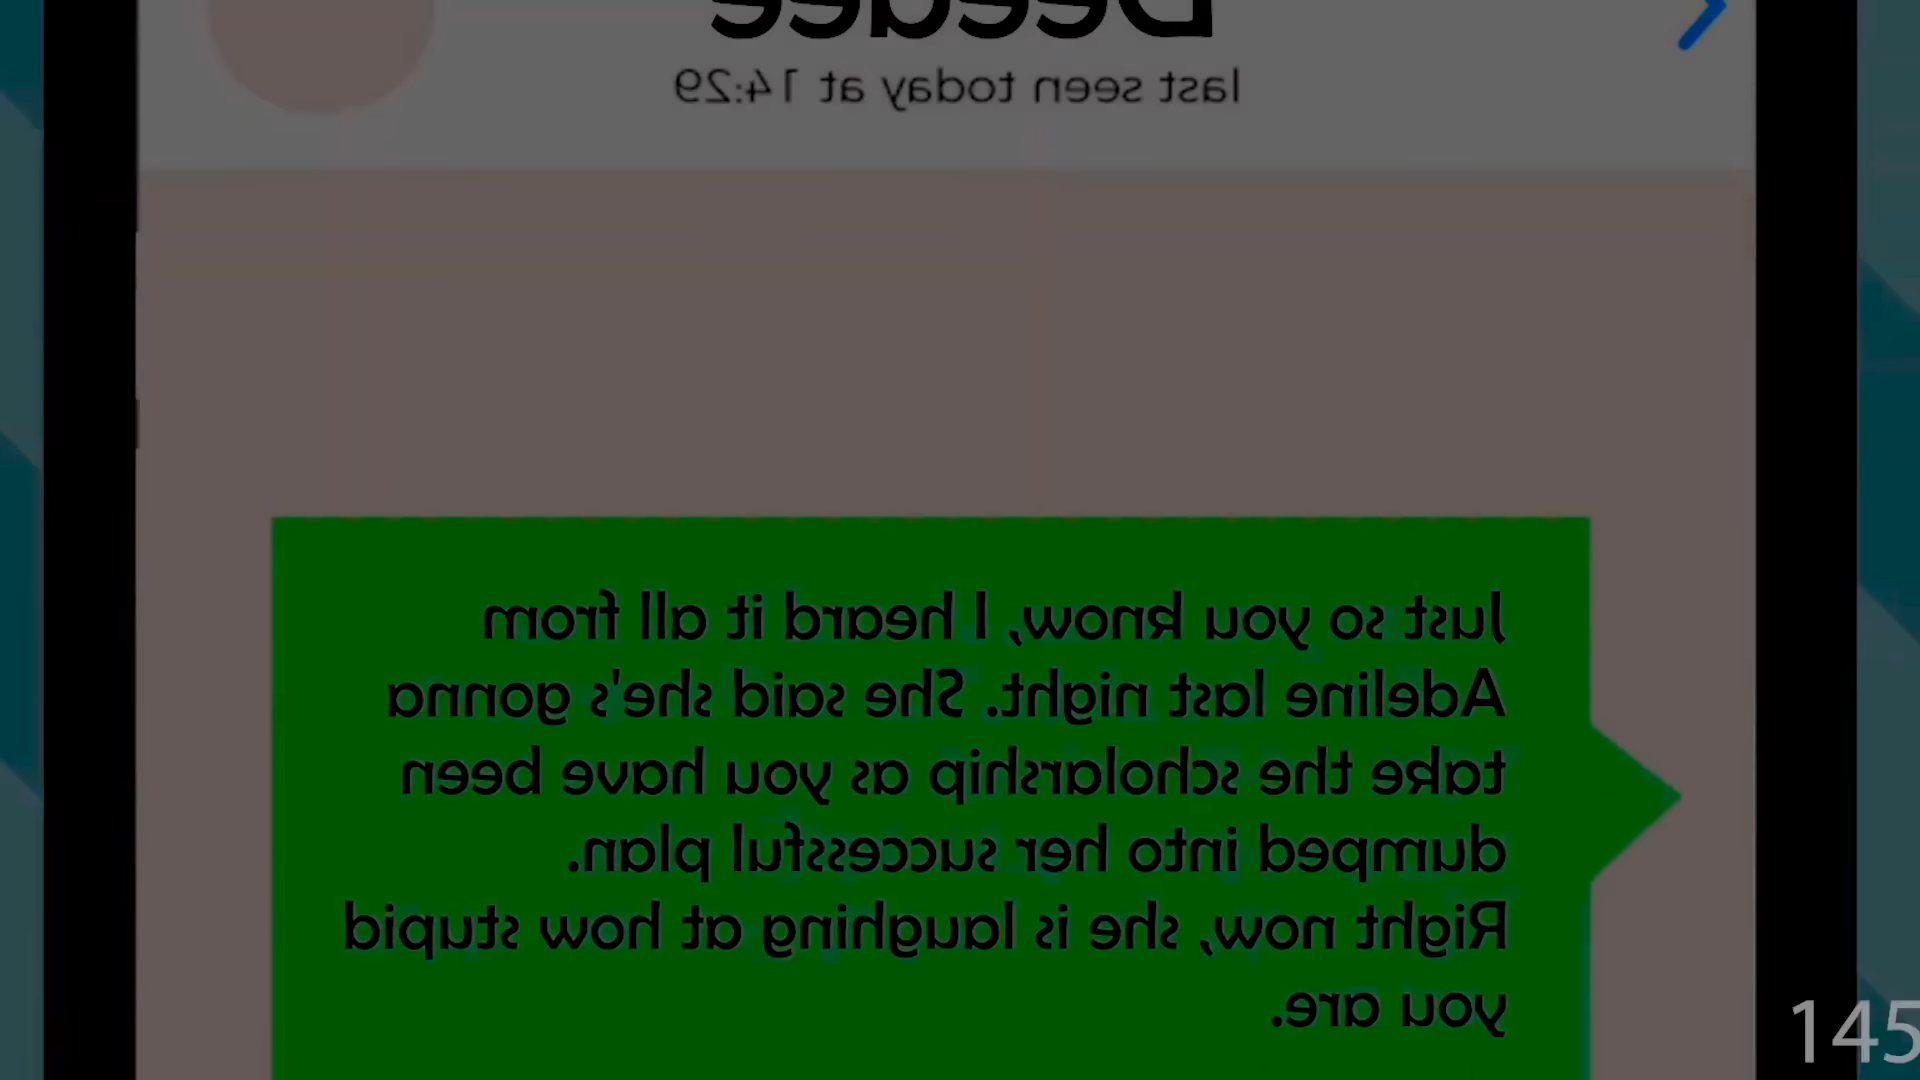 Deedee
last seen today at 14:29
Just so you know, I heard it all from
Adeline last night. She said she's gonna
take the scholarship as you have been
dumped into her successful plan.
Right now, she is laughing at how stupid
you are.
145